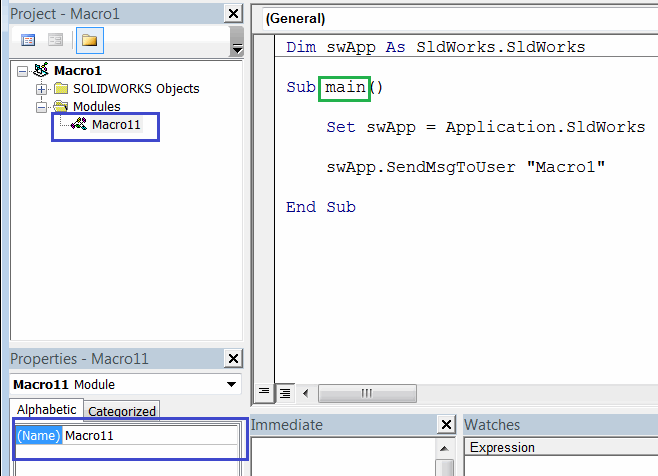 Project - Macro1
Macro1
SOLIDWORKS Objects
Modules
Macro11
(General)
Dim swApp As SldWorks.SldWorks
Sub main()
Set swApp = Application.SldWorks
swApp.SendMsgToUser "Macro1"
End Sub
Properties - Macro11
Macro11 Module
Alphabetic Categorized
(Name) Macro11
Immediate
Watches
Expression